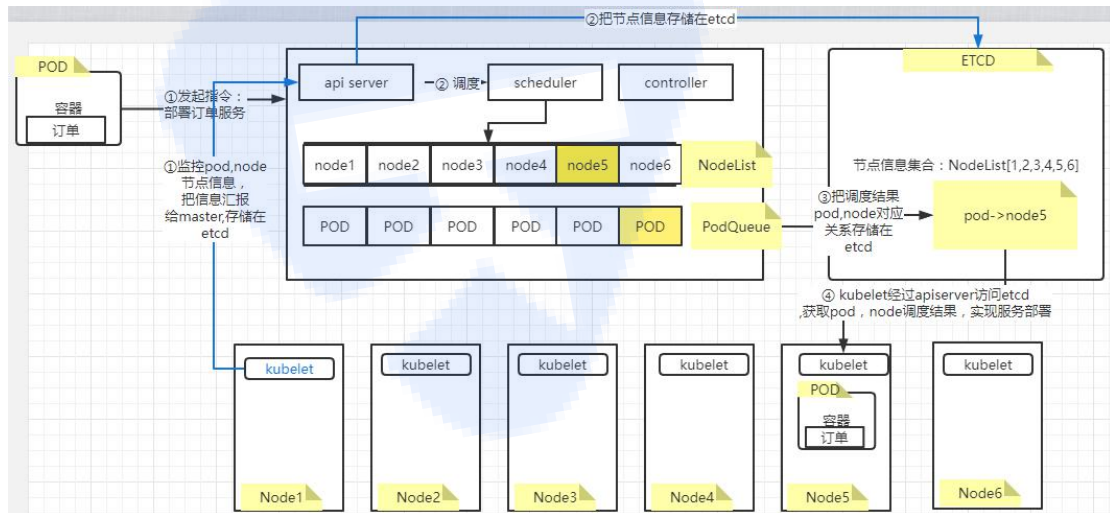 ②把节点信息存储在etcd
POD
容器
订单
①发起指令：
部署订单服务
api server
② 调度
scheduler
controller
ETCD
①监控pod,node
节点信息，
把信息汇报
给master,存储在
etcd
node1
node2
node3
node4
node5
node6
NodeList
POD
POD
POD
POD
POD
POD
PodQueue
节点信息集合：NodeList[1,2,3,4,5,6]
③把调度结果
pod,node对应
关系存储在
etcd
pod->node5
④ kubelet经过apiserver访问etcd
,获取pod，node调度结果，实现服务部署
kubelet
kubelet
kubelet
kubelet
kubelet
kubelet
POD
容器
订单
Node1
Node2
Node3
Node4
Node5
Node6